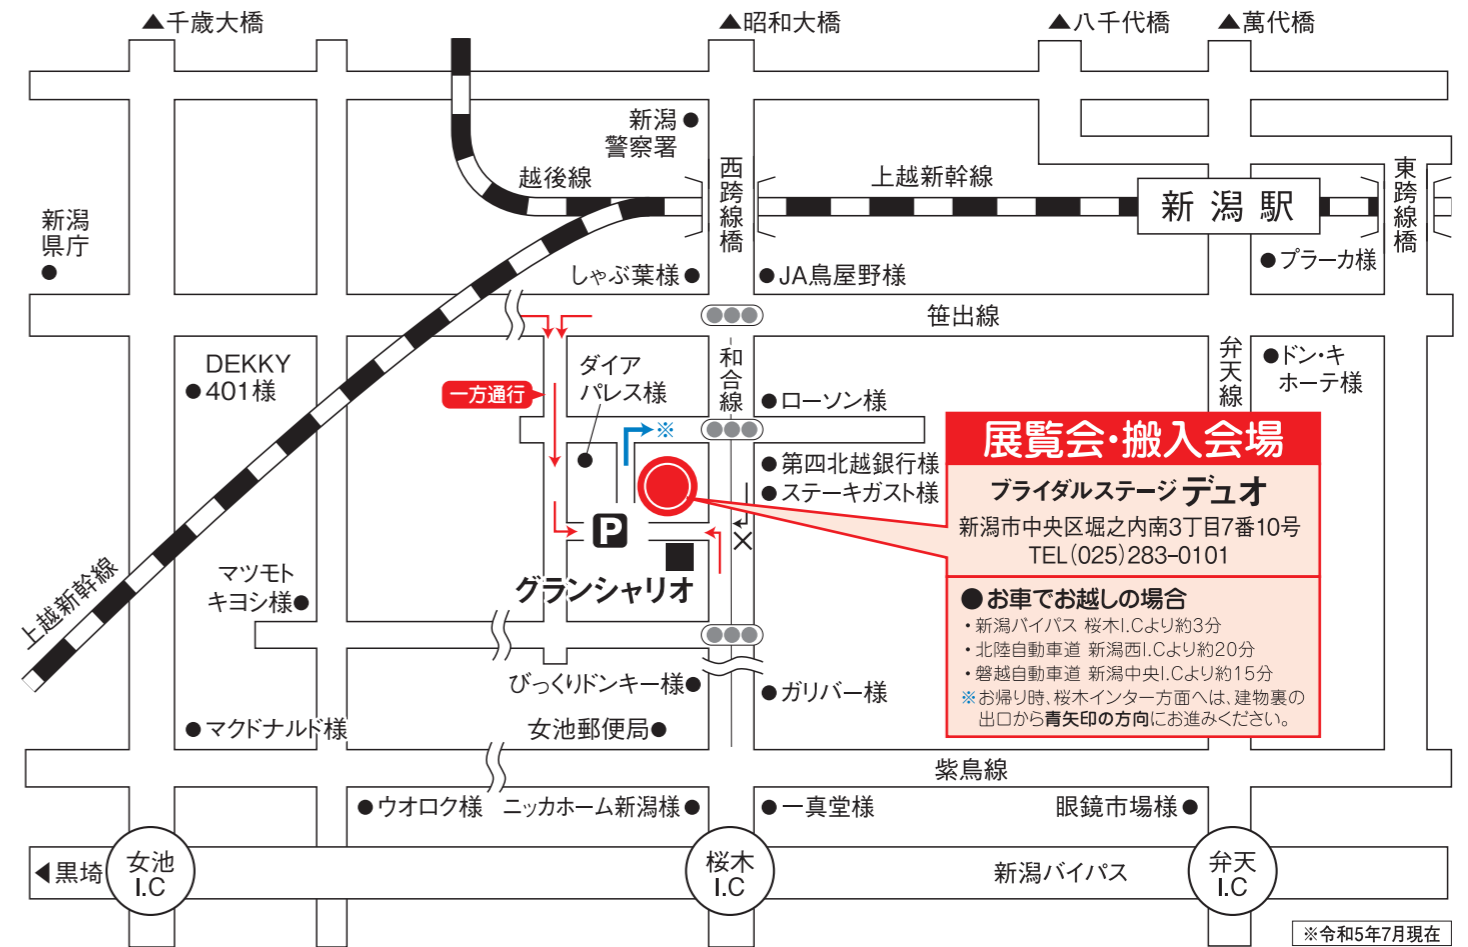 ▲千歳大橋
▲昭和大橋
▲八千代橋
▲萬代橋
新潟
警察署
西跨線橋
越後線
上越新幹線
新潟駅
東跨線橋
新潟
県庁
しゃぶ葉様
JA鳥屋野様
プラーカ様
笹出線
DEKKY
401様
一方通行
ダイア
パレス様
和合線
ローソン様
弁天線
ドン・キ
ホーテ様
※
第四北越銀行様
ステーキガスト様
展覧会・搬入会場
ブライダルステージ デュオ
新潟市中央区堀之内南3丁目7番10号
TEL(025)283-0101
P
×
グランシャリオ
上越新幹線
マツモト
キヨシ様
●お車でお越しの場合
・新潟バイパス 桜木I.Cより約3分
・北陸自動車道 新潟西I.Cより約20分
・磐越自動車道 新潟中央I.Cより約15分
※お帰り時、桜木インター方面へは、建物裏の
出口から青矢印の方向にお進みください。
びっくりドンキー様
ガリバー様
マクドナルド様
女池郵便局
紫鳥線
ウオロク様
ニッカホーム新潟様
一真堂様
眼鏡市場様
◀黒埼
女池
I.C
桜木
I.C
新潟バイパス
弁天
I.C
※令和5年7月現在